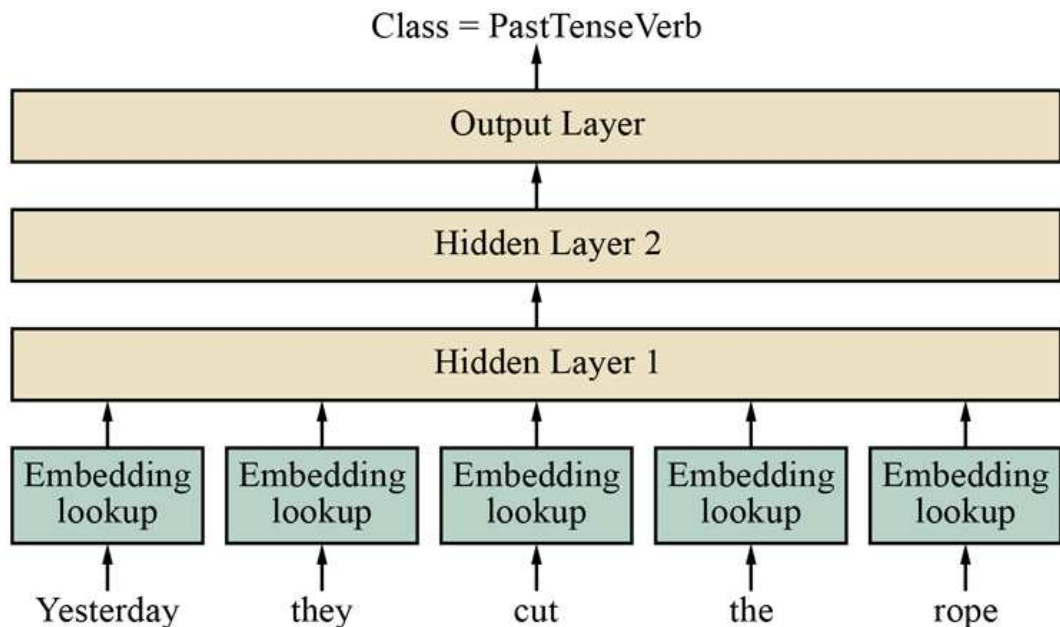 Class = PastTenseVerb
Output Layer
Hidden Layer 2
Hidden Layer 1
Embedding lookup
Embedding lookup
Embedding lookup
Embedding lookup
Embedding lookup
Yesterday they cut the rope